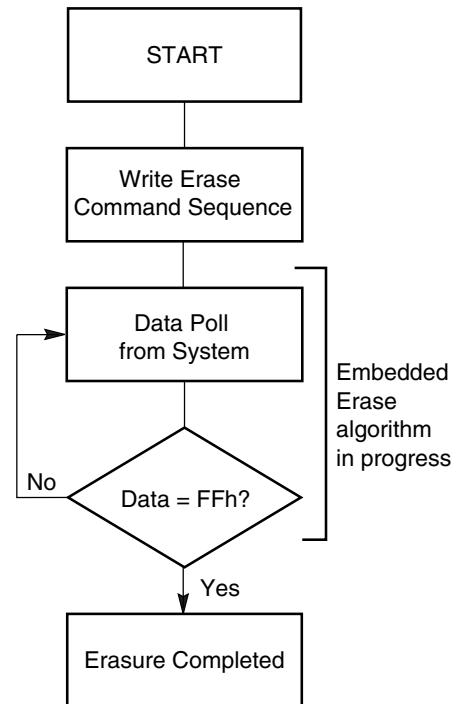 START
Write Erase
Command Sequence
Data Poll
from System
Embedded
Erase
algorithm
in progress
No
Data = FFh?
Yes
Erasure Completed